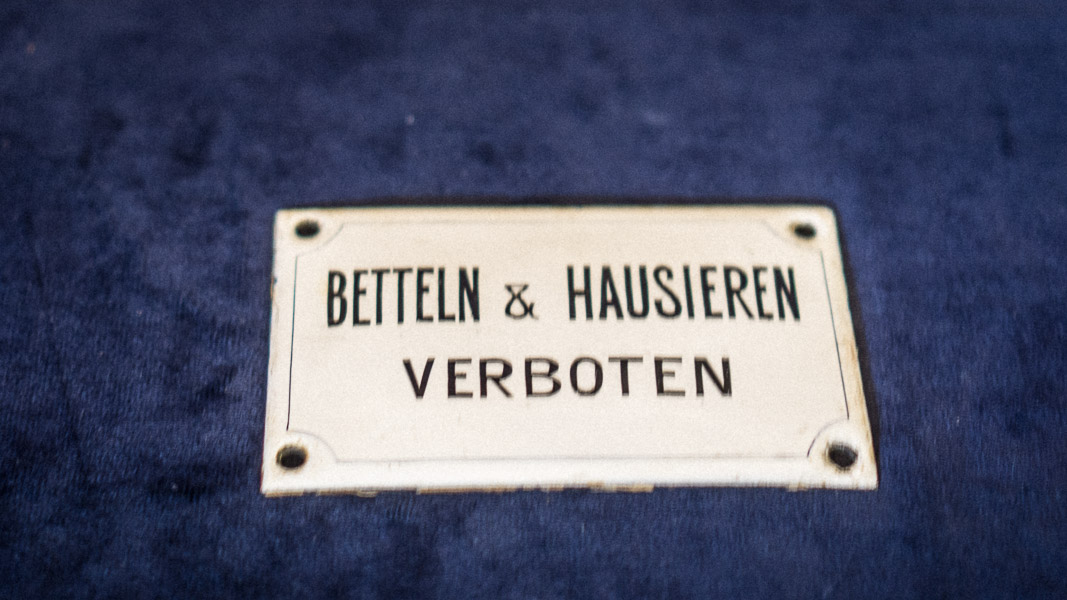 BETTELN & HAUSIEREN
VERBOTEN